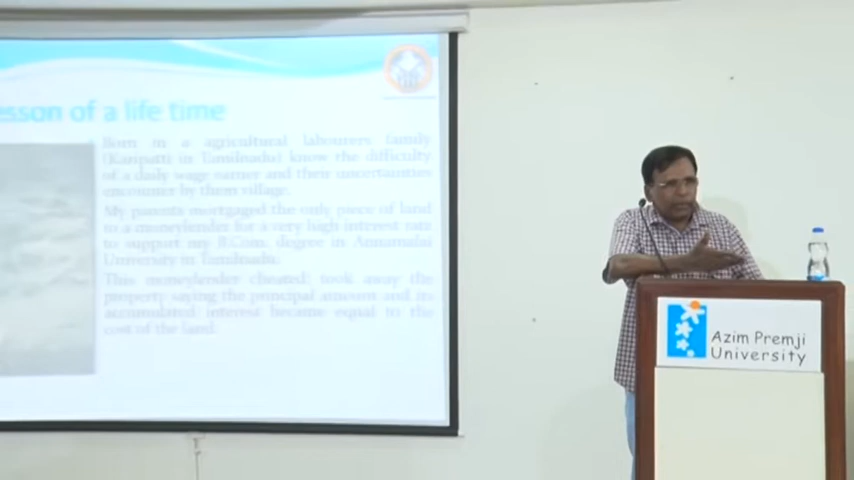 esson of a life time
Born in a agricultural labourers family
(Karipatti in Tamilnadu) know the difficulty
of a daily wage earner and their uncertainties
encounter by them village.
My parents mortgaged the only piece of land
to a moneylender for a very high interest rate
to support my B.Com. degree in Annamalai
University in Tamilnadu.
This moneylender cheated: took away the
property saying the principal amount and its
accumulated interest became equal to the
cost of the land.
Azim Premji
University